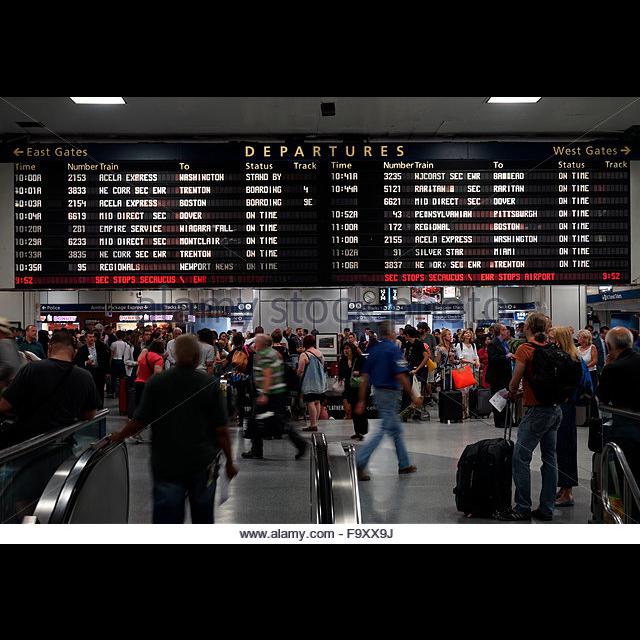 ← East Gates DEPARTURES West Gates →
Time Number Train To Status Track Time Number Train To Status Track
10:00A 2153 ACELA EXPRESS WASHINGTON STAND BY 10:41A 3235 NJCOAST SEC EWR ON TIME
10:01A 3833 NE CORR SEC EWR TRENTON BOARDING 4 10:44A 5121 RARITAN SEC RARITAN ON TIME
10:03A 2154 ACELA EXPRESS BOSTON BOARDING 9E 6621 MID DIRECT SEC DOVER ON TIME
10:04A 6619 MID DIRECT SEC DOVER ON TIME 10:52A 43 PENNSYLVANIAN PITTSBURGH ON TIME
10:20A 281 EMPIRE SERVICE NIAGARA FALL ON TIME 11:00A 172 REGIONAL BOSTON ON TIME
10:29A 6233 MID DIRECT SEC MONTCLAIR ON TIME 11:00A 2155 ACELA EXPRESS WASHINGTON ON TIME
10:33A 3835 NE CORR SEC EWR TRENTON ON TIME 11:02A 91 SILVER STAR MIAMI ON TIME
10:35A 95 REGIONALS NEWPORT NEWS ON TIME 11:06A 3837 SEC EWR TRENTON ON TIME
9:52 SEC STOPS SECAUCUS \ EWR SEC STOPS SECAUCUS \ EWR STOPS AIRPORT 9:52
alamy stock photo
www.alamy.com - F9XX9J